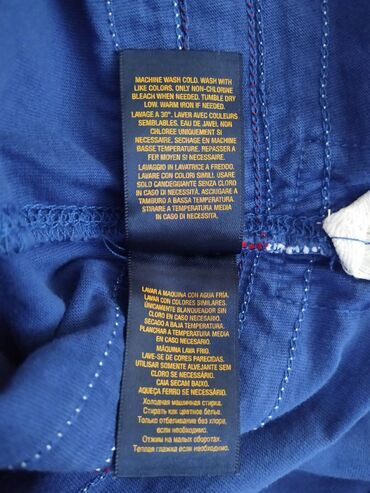 MACHINE WASH COLD. WASH WITH
LIKE COLORS. ONLY NON-CHLORINE
BLEACH WHEN NEEDED. TUMBLE DRY
LOW. WARM IRON IF NEEDED.
LAVAGE A 30°. LAVER AVEC COULEURS
SEMBLABLES. EAU DE JAVEL NON
CHLOREE UNIQUEMENT SI
NECESSAIRE. SECHAGE EN MACHINE
BASSE TEMPERATURE. REPASSER A
FER MOYEN SI NECESSAIRE.
LAVAGGIO IN LAVATRICE A FREDDO.
LAVARE CON COLORI SIMILI. USARE
SOLO CANDEGGIANTE SENZA CLORO
IN CASO DI NECESSITÀ. ASCIUGARE A
TAMBURO A BASSA TEMPERATURA.
STIRARE A TEMPERATURA MEDIA
IN CASO DI NECESSITÀ.
LAVAR A MAQUINA CON AGUA FRÍA.
LAVAR CON COLORES SIMILARES.
ÚNICAMENTE BLANQUEADOR SIN
CLORO EN CASO NECESARIO.
SECADO A BAJA TEMPERATURA.
PLANCHAR A TEMPERATURA MEDIA
EN CASO NECESARIO.
MÁQUINA LAVA FRIO.
LAVE-SE DE CORES PARECIDAS.
UTILISAR SOMENTE ALVEJANTE SEM
CLORO SE NECESSÁRIO.
CAIA SECAM BAIXO.
AQUEÇA FERRO SE NECESSÁRIO.
Холодная машинная стирка.
Стирать как цветное белье.
Только отбеливание без хлора,
если необходимо.
Отжим на малых оборотах.
Теплая глажка если необходимо.